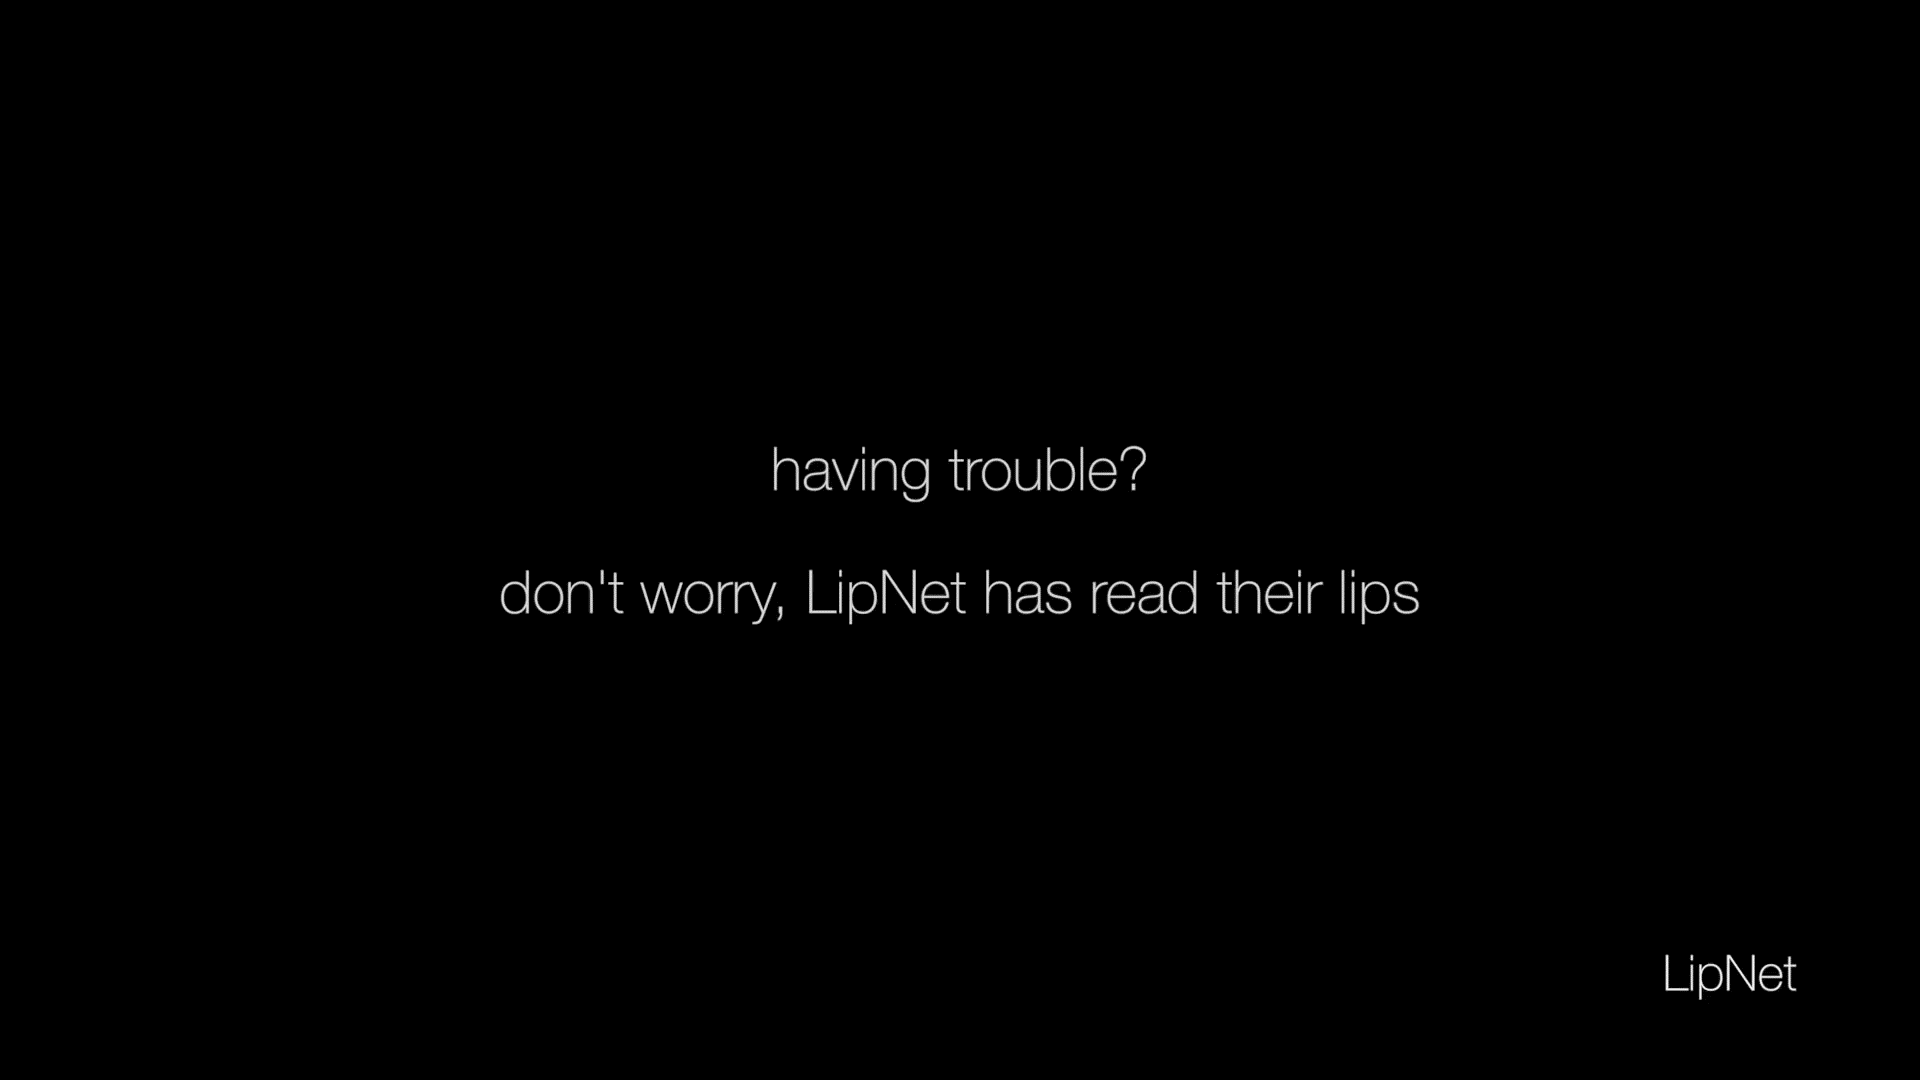 having trouble?
don't worry, LipNet has read their lips
LipNet